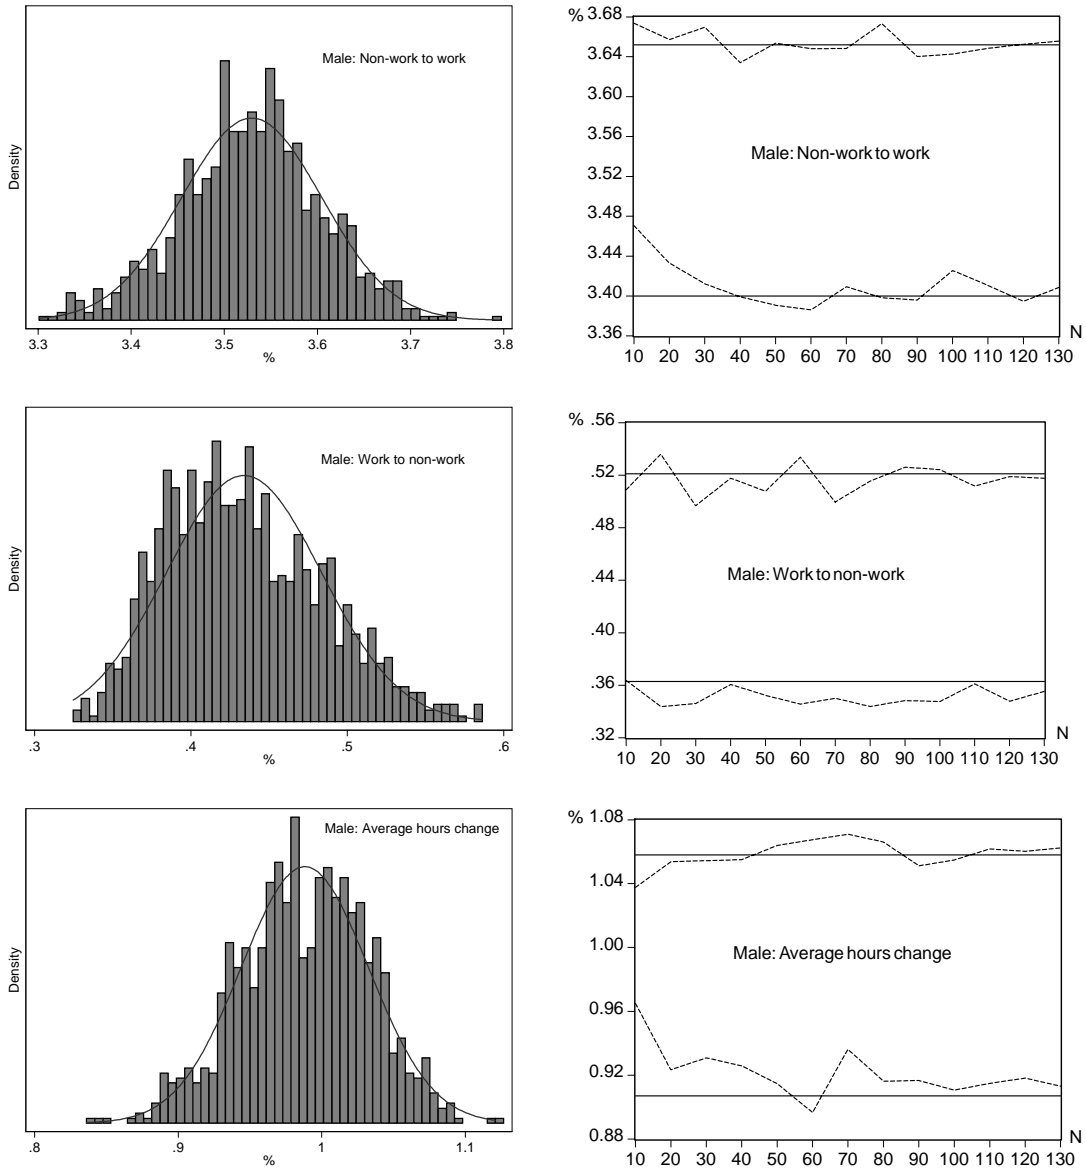 Density
Male: Non-work to work
3.3 3.4 3.5 3.6 3.7 3.8
%
% 3.68
3.64
3.60
3.56
3.52
3.48
3.44
3.40
3.36
Male: Non-work to work
N
10 20 30 40 50 60 70 80 90 100 110 120 130
Density
Male: Work to non-work
.3 .4 .5 .6
%
% .56
.52
.48
.44
.40
.36
.32
Male: Work to non-work
N
10 20 30 40 50 60 70 80 90 100 110 120 130
Density
Male: Average hours change
.8 .9 1 1.1
%
% 1.08
1.04
1.00
0.96
0.92
0.88
Male: Average hours change
N
10 20 30 40 50 60 70 80 90 100 110 120 130